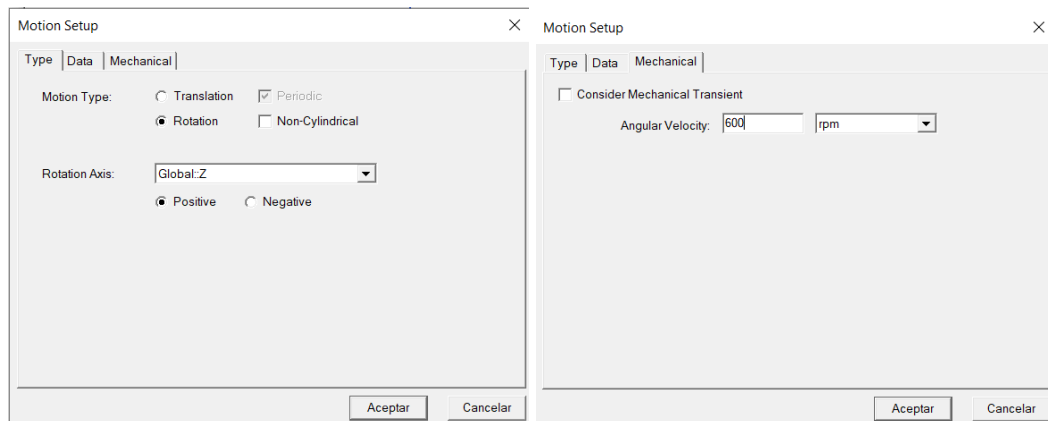 Motion Setup
Type Data Mechanical
Motion Type: Translation Periodic
Rotation Non-Cylindrical
Rotation Axis: Global::Z
Positive Negative
Aceptar Cancelar
Motion Setup
Type Data Mechanical
Consider Mechanical Transient
Angular Velocity: 600 rpm
Aceptar Cancelar